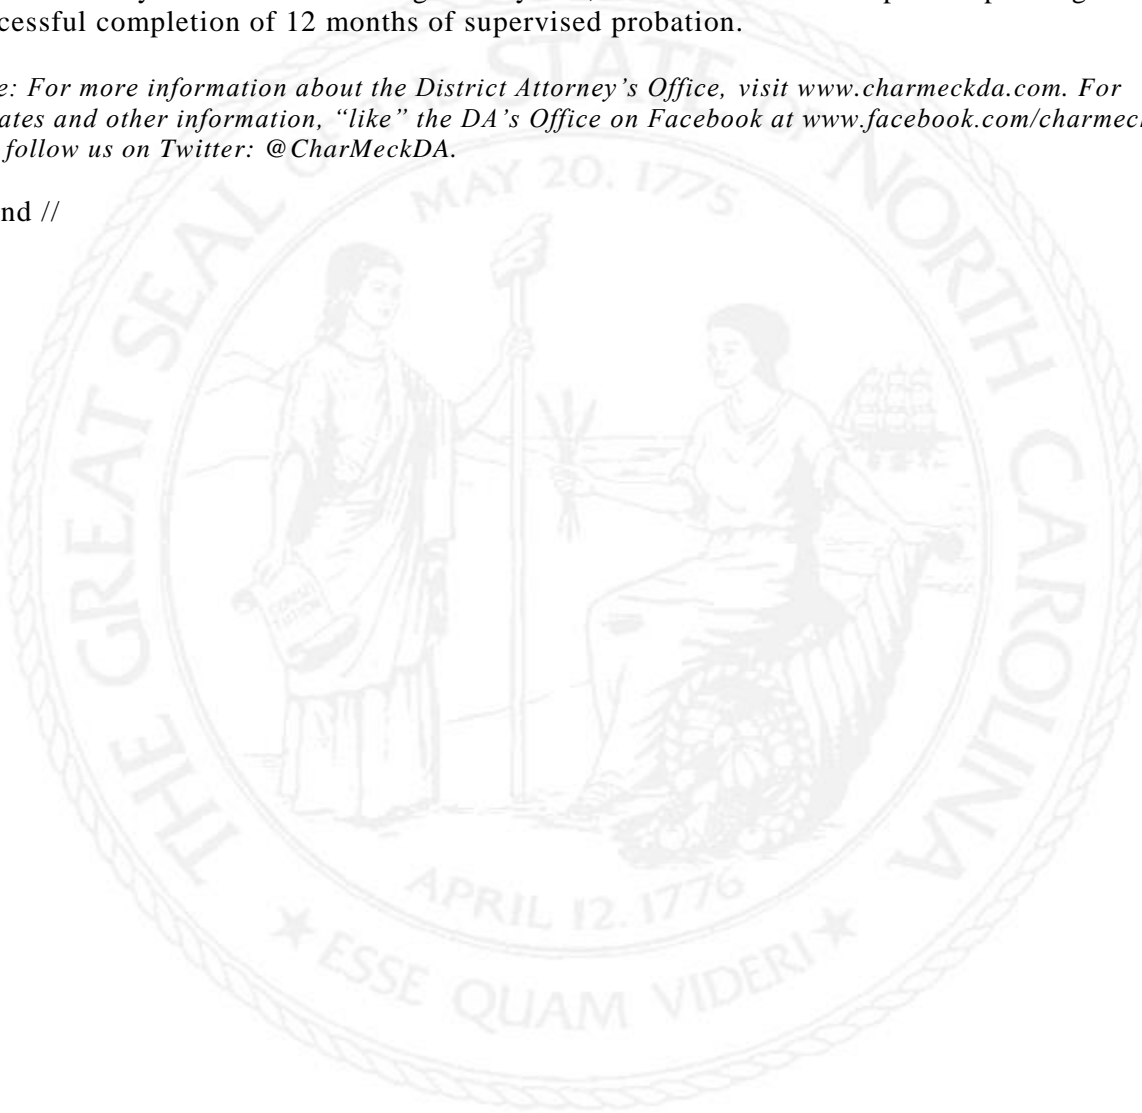 cessful completion of 12 months of supervised probation.
e: For more information about the District Attorney’s Office, visit www.charmeckda.com. For
ates and other information, “like” the DA’s Office on Facebook at www.facebook.com/charmeck
follow us on Twitter: @CharMeckDA.
nd //
THE GREAT SEAL OF THE STATE OF NORTH CAROLINA
MAY 20, 1775
CONSTI
TUTION
APRIL 12, 1776
★ ESSE QUAM VIDERI ★